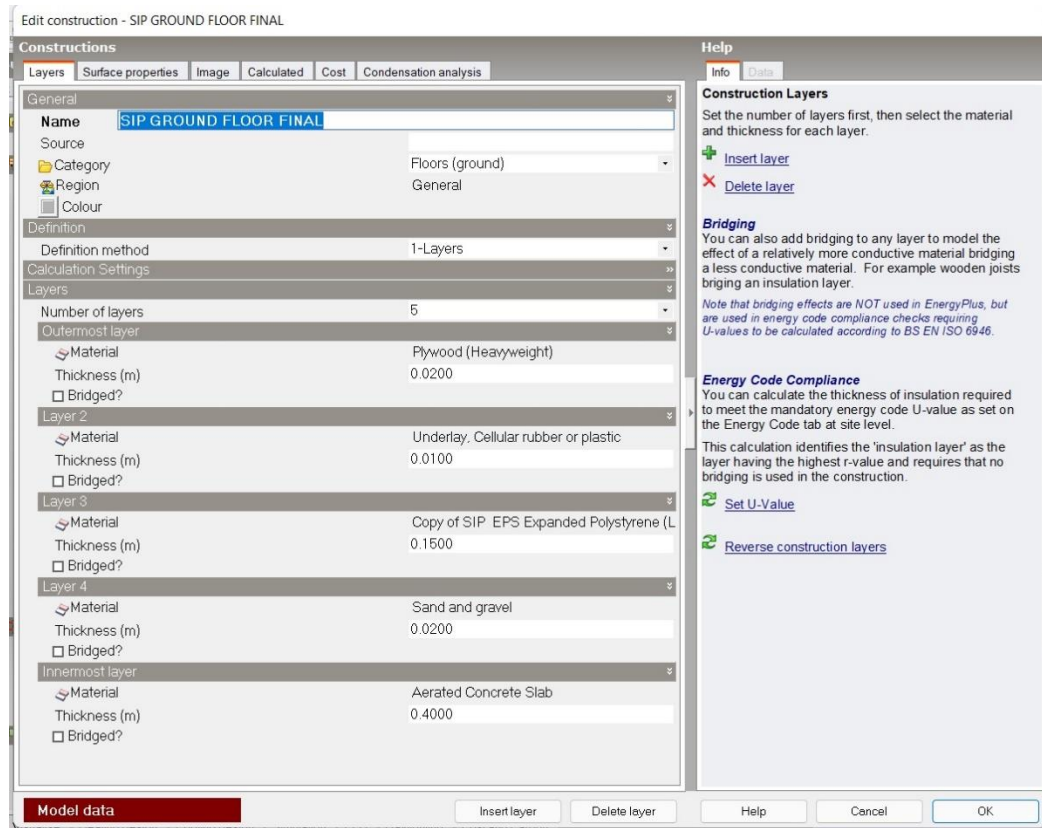 Edit construction - SIP GROUND FLOOR FINAL
Constructions
Layers Surface properties Image Calculated Cost Condensation analysis
General
Name SIP GROUND FLOOR FINAL
Source
Category Floors (ground)
Region General
Colour
Definition
Definition method 1-Layers
Calculation Settings
Layers
Number of layers 5
Outermost layer
Material Plywood (Heavyweight)
Thickness (m) 0.0200
Bridged?
Layer 2
Material Underlay, Cellular rubber or plastic
Thickness (m) 0.0100
Bridged?
Layer 3
Material Copy of SIP EPS Expanded Polystyrene (L
Thickness (m) 0.1500
Bridged?
Layer 4
Material Sand and gravel
Thickness (m) 0.0200
Bridged?
Innermost layer
Material Aerated Concrete Slab
Thickness (m) 0.4000
Bridged?
Model data
Insert layer Delete layer
Help
Info Data
Construction Layers
Set the number of layers first, then select the material
and thickness for each layer.
Insert layer
Delete layer
Bridging
You can also add bridging to any layer to model the
effect of a relatively more conductive material bridging
a less conductive material. For example wooden joists
briging an insulation layer.
Note that bridging effects are NOT used in EnergyPlus, but
are used in energy code compliance checks requiring
U-values to be calculated according to BS EN ISO 6946.
Energy Code Compliance
You can calculate the thickness of insulation required
to meet the mandatory energy code U-value as set on
the Energy Code tab at site level.
This calculation identifies the 'insulation layer' as the
layer having the highest r-value and requires that no
bridging is used in the construction.
Set U-Value
Reverse construction layers
Help Cancel OK